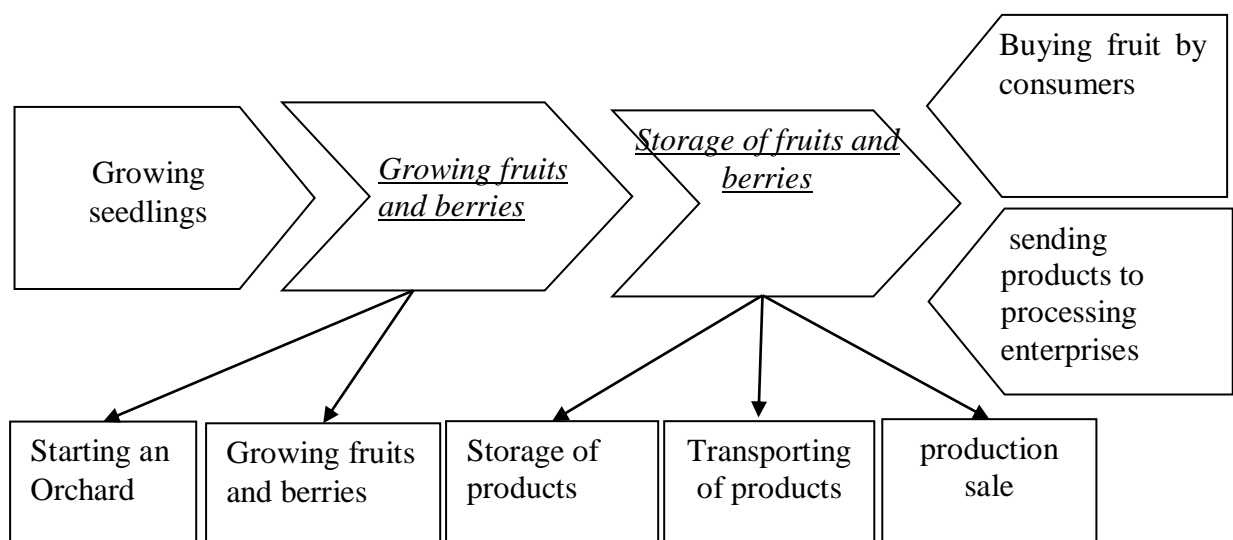 Growing
seedlings
Growing fruits
and berries
Storage of fruits and
berries
Buying fruit by
consumers
sending
products to
processing
enterprises
Starting an
Orchard
Growing fruits
and berries
Storage of
products
Transporting
of products
production
sale